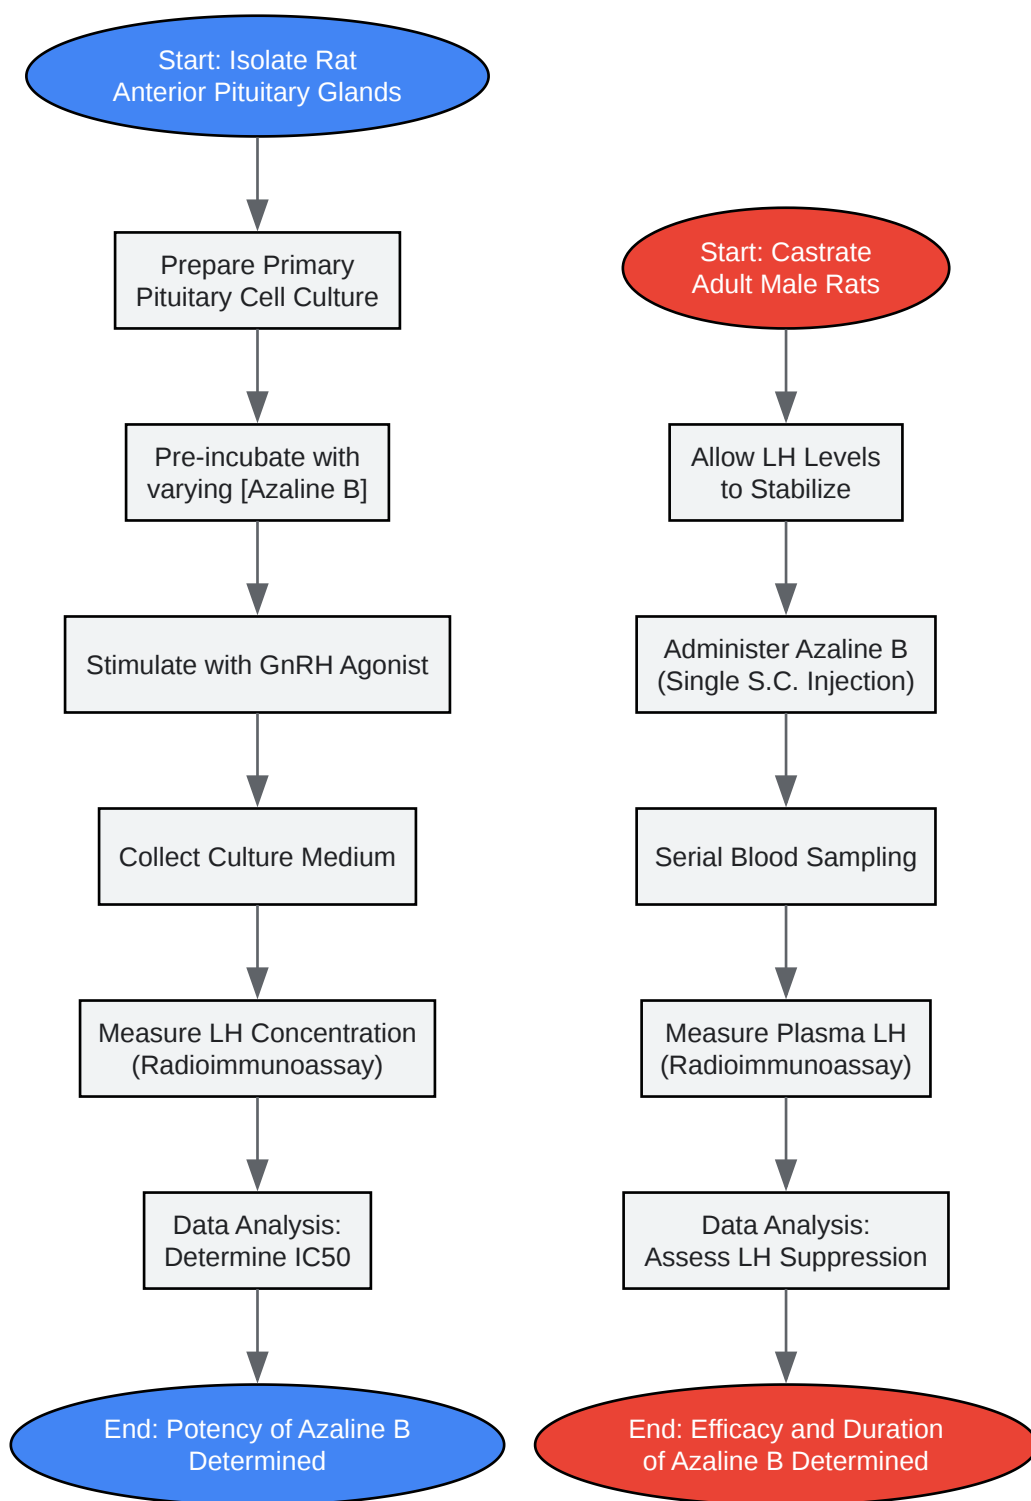 Start: Isolate Rat
Anterior Pituitary Glands
Prepare Primary
Pituitary Cell Culture
Pre-incubate with
varying [Azaline B]
Stimulate with GnRH Agonist
Collect Culture Medium
Measure LH Concentration
(Radioimmunoassay)
Data Analysis:
Determine IC50
End: Potency of Azaline B
Determined
Start: Castrate
Adult Male Rats
Allow LH Levels
to Stabilize
Administer Azaline B
(Single S.C. Injection)
Serial Blood Sampling
Measure Plasma LH
(Radioimmunoassay)
Data Analysis:
Assess LH Suppression
End: Efficacy and Duration
of Azaline B Determined